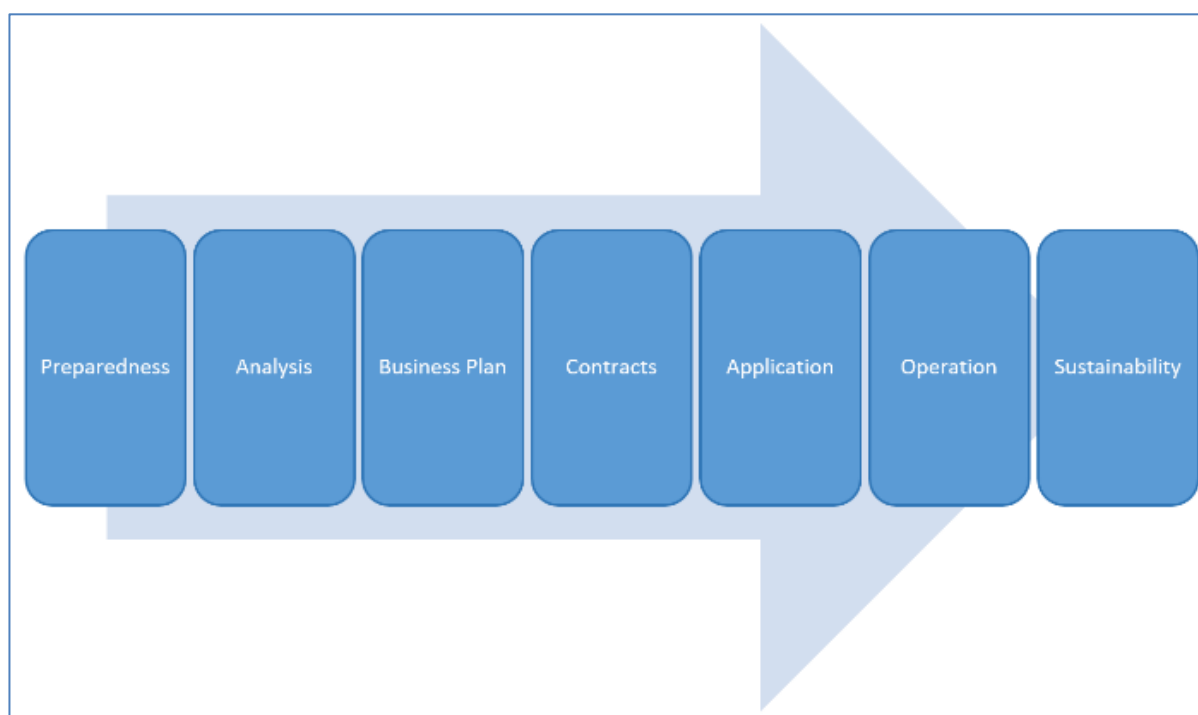 Preparedness
Analysis
Business Plan
Contracts
Application
Operation
Sustainability